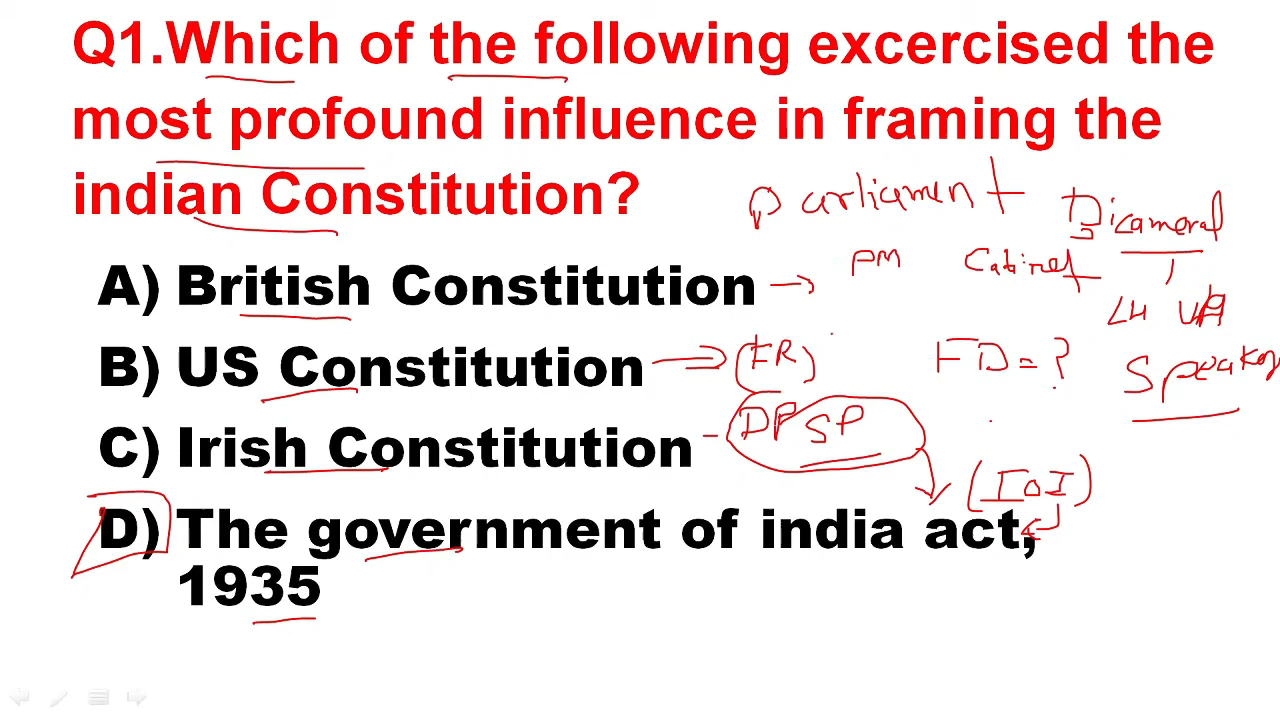 Q1.Which of the following excercised the
most profound influence in framing the
indian Constitution?
Parliament Bicameral
A) British Constitution
PM Cabinet
LH UH
B) US Constitution
(FR)
FD = ?
Speaker
C) Irish Constitution
DPSP
D) The government of india act,
1935